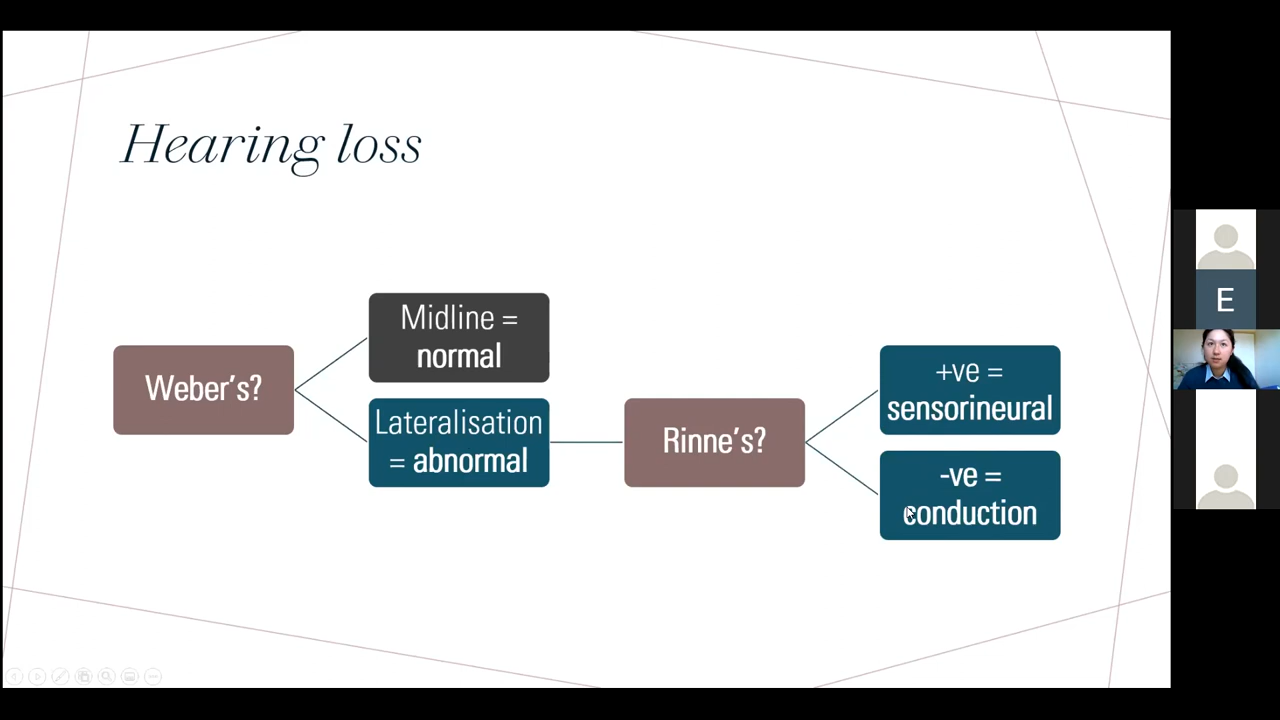 Hearing loss
Weber's?
Midline =
normal
Lateralisation
= abnormal
Rinne's?
+ve =
sensorineural
-ve =
conduction
E